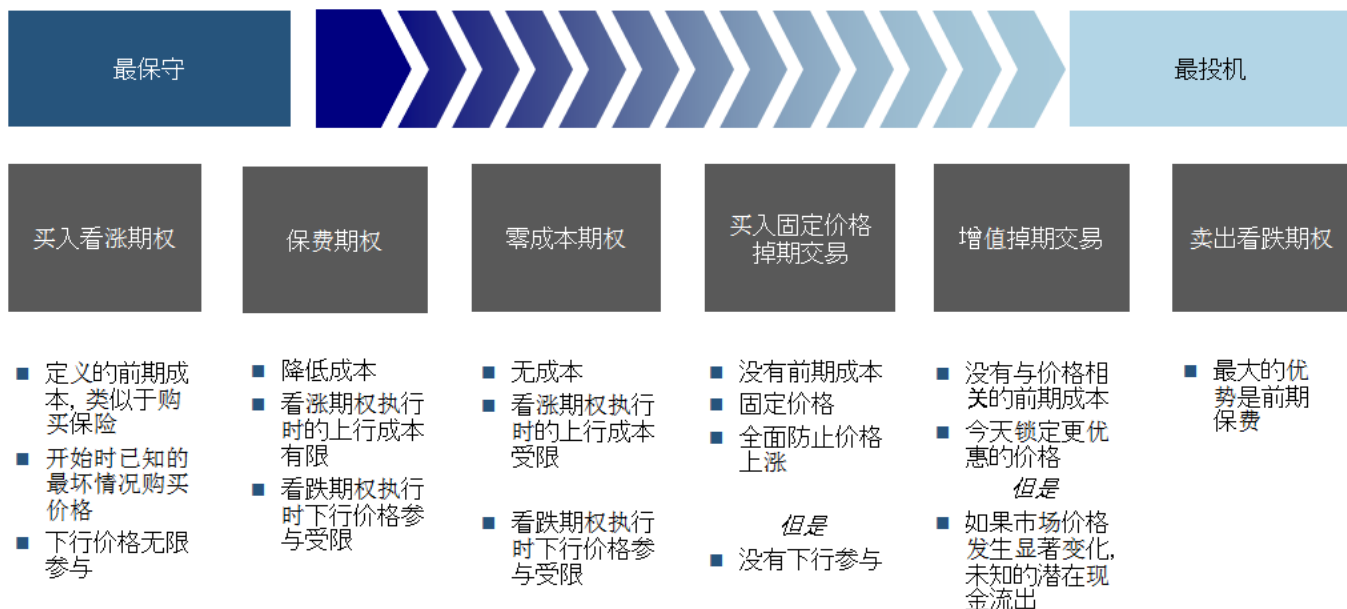 最保守
最投机
买入看涨期权
保费期权
零成本期权
买入固定价格
掉期交易
增值掉期交易
卖出看跌期权
■ 定义的前期成
本, 类似于购
买保险
■ 开始时已知的
最坏情况购买
价格
■ 下行价格无限
参与
■ 降低成本
■ 看涨期权执行
时的上行成本
有限
■ 看跌期权执行
时下行价格参
与受限
■ 无成本
■ 看涨期权执行
时的上行成本
受限
■ 看跌期权执行
时下行价格参
与受限
■ 没有前期成本
■ 固定价格
■ 全面防止价格
上涨
但是
■ 没有下行参与
■ 没有与价格相
关的前期成本
■ 今天锁定更优
惠的价格
但是
■ 如果市场价格
发生显著变化,
未知的潜在现
金流出
■ 最大的优
势是前期
保费